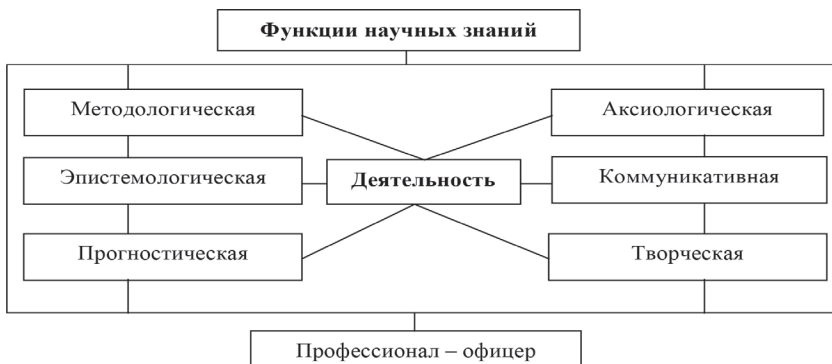 Функции научных знаний
Методологическая
Аксиологическая
Эпистемологическая
Деятельность
Коммуникативная
Прогностическая
Творческая
Профессионал – офицер